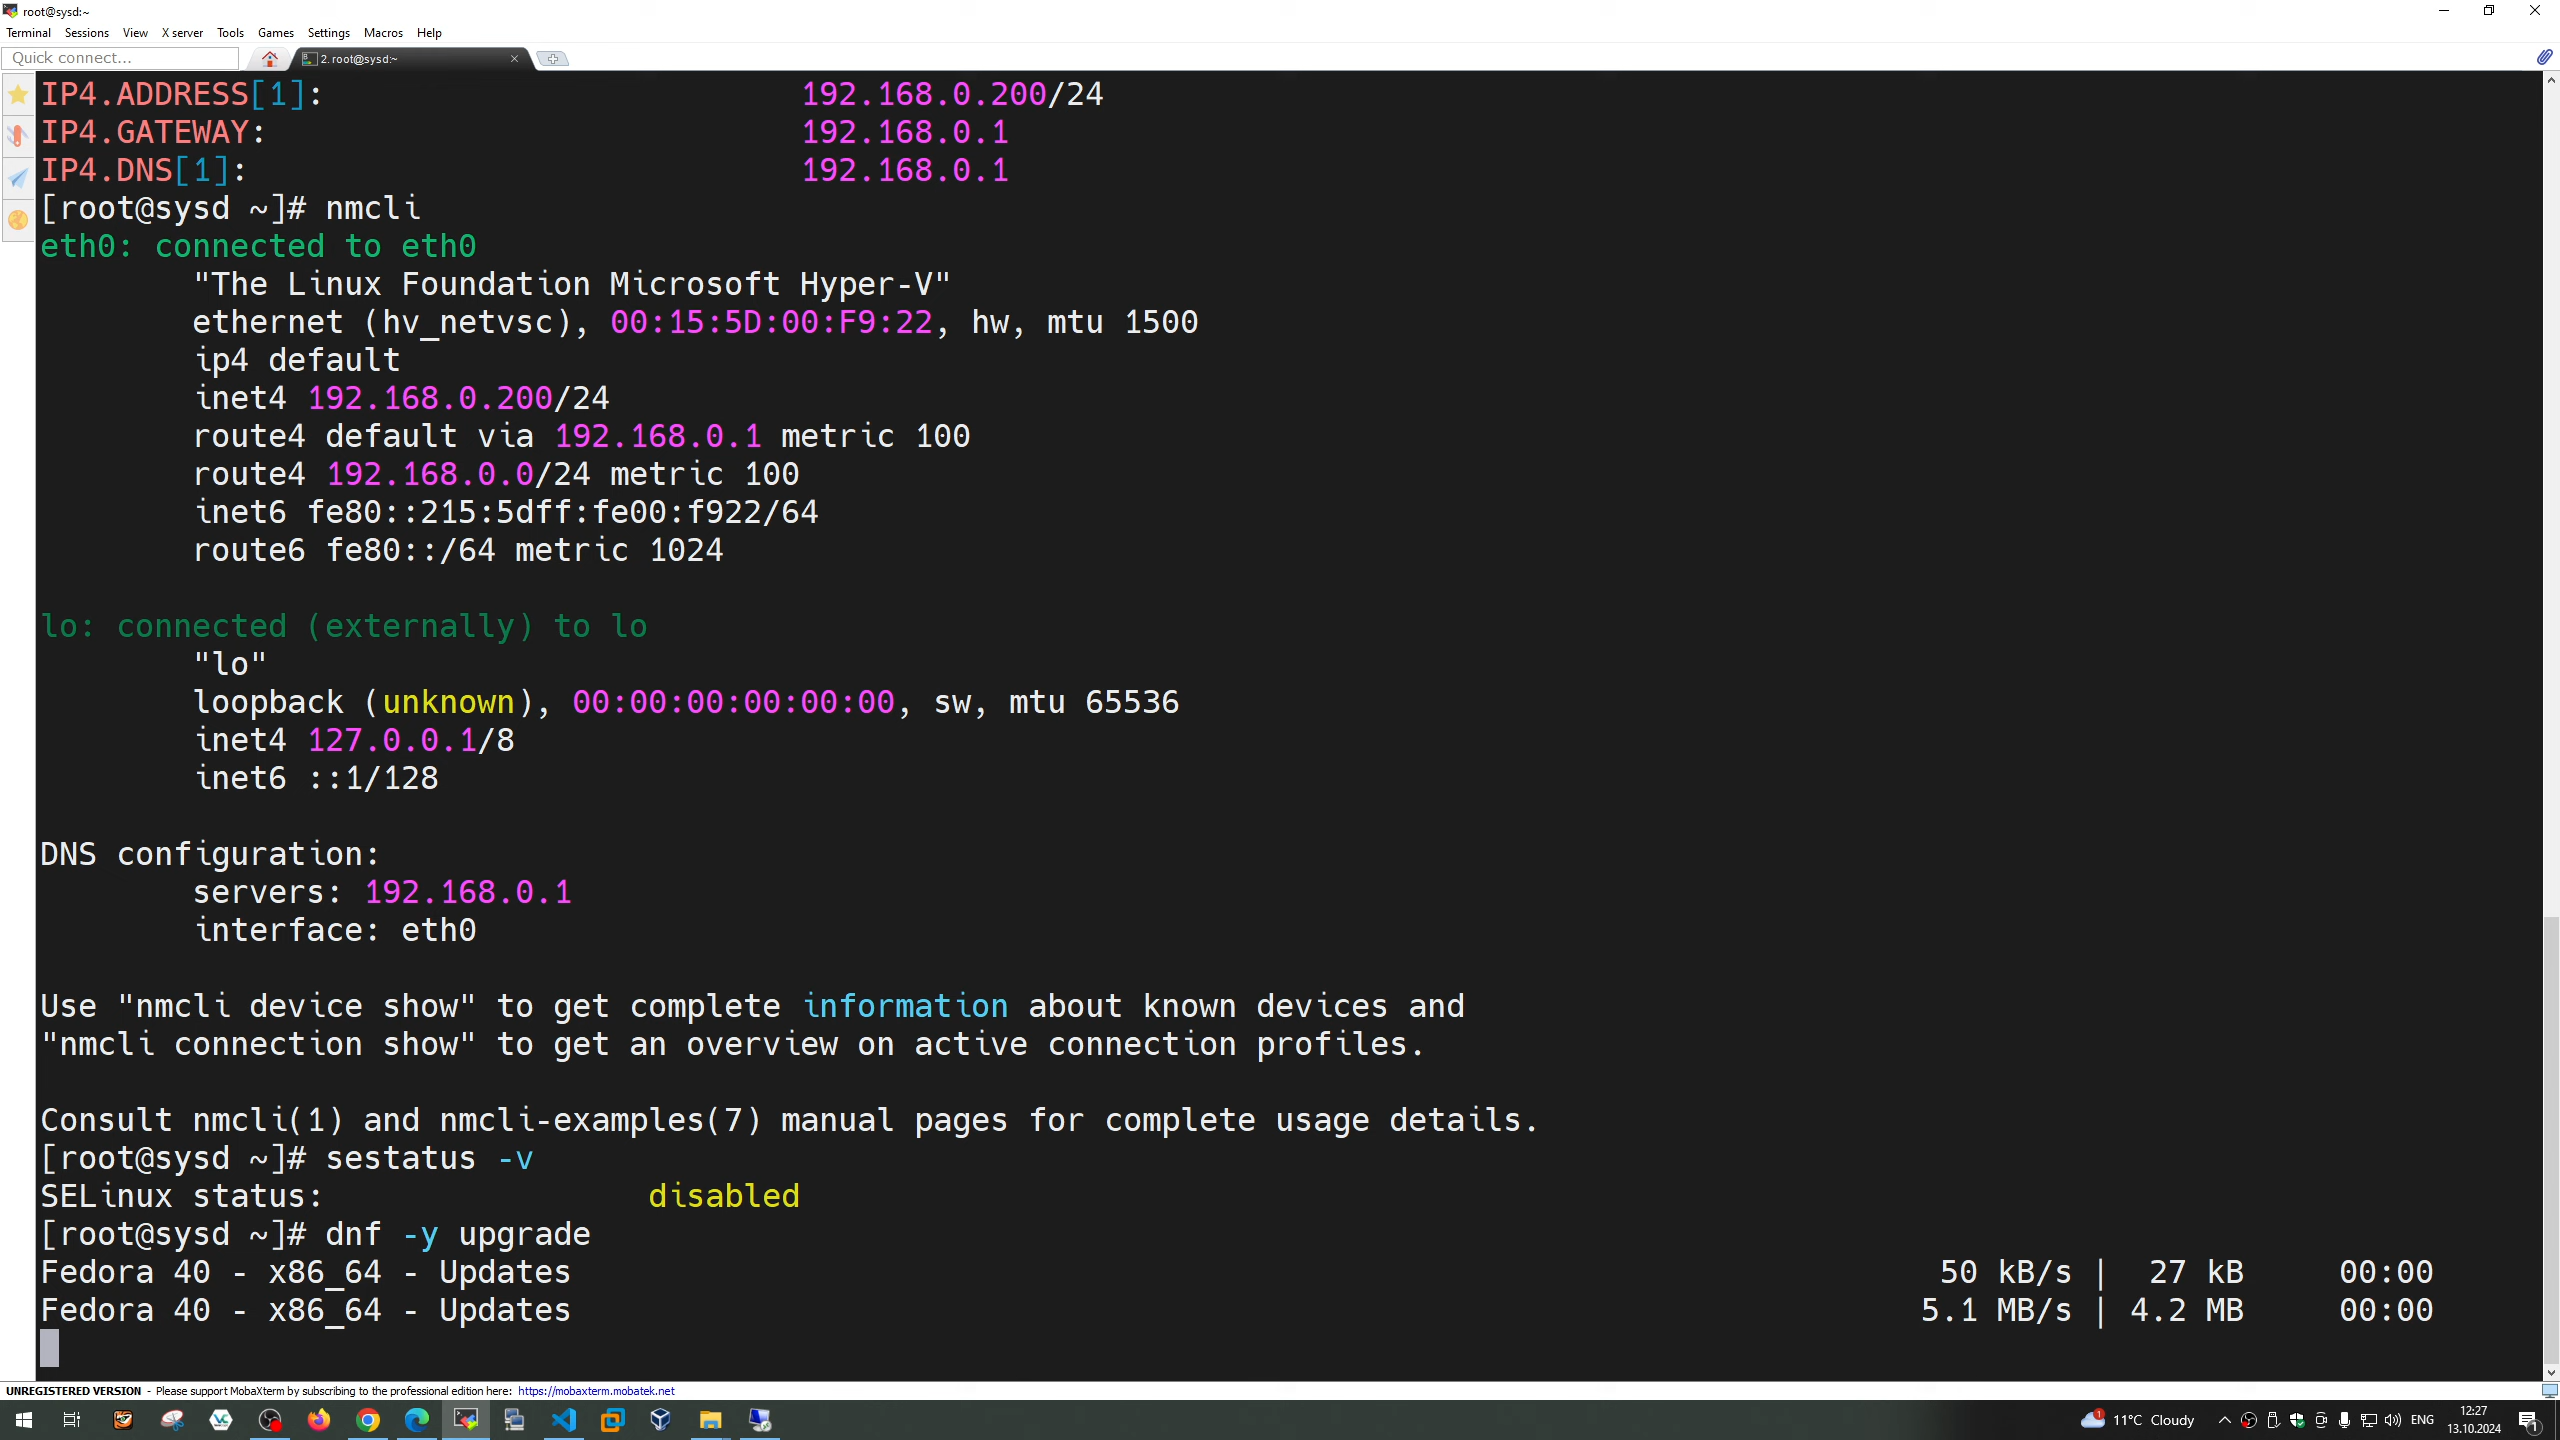 root@sysd:~
Terminal Sessions View X server Tools Games Settings Macros Help
Quick connect... 2. root@sysd:~
IP4.ADDRESS[1]: 192.168.0.200/24
IP4.GATEWAY: 192.168.0.1
IP4.DNS[1]: 192.168.0.1
[root@sysd ~]# nmcli
eth0: connected to eth0
"The Linux Foundation Microsoft Hyper-V"
ethernet (hv_netvsc), 00:15:5D:00:F9:22, hw, mtu 1500
ip4 default
inet4 192.168.0.200/24
route4 default via 192.168.0.1 metric 100
route4 192.168.0.0/24 metric 100
inet6 fe80::215:5dff:fe00:f922/64
route6 fe80::/64 metric 1024
lo: connected (externally) to lo
"lo"
loopback (unknown), 00:00:00:00:00:00, sw, mtu 65536
inet4 127.0.0.1/8
inet6 ::1/128
DNS configuration:
servers: 192.168.0.1
interface: eth0
Use "nmcli device show" to get complete information about known devices and
"nmcli connection show" to get an overview on active connection profiles.
Consult nmcli(1) and nmcli-examples(7) manual pages for complete usage details.
[root@sysd ~]# sestatus -v
SELinux status: disabled
[root@sysd ~]# dnf -y upgrade
Fedora 40 - x86_64 - Updates 50 kB/s | 27 kB 00:00
Fedora 40 - x86_64 - Updates 5.1 MB/s | 4.2 MB 00:00
UNREGISTERED VERSION - Please support MobaXterm by subscribing to the professional edition here: https://mobaxterm.mobatek.net
11°C Cloudy ENG 12:27
13.10.2024